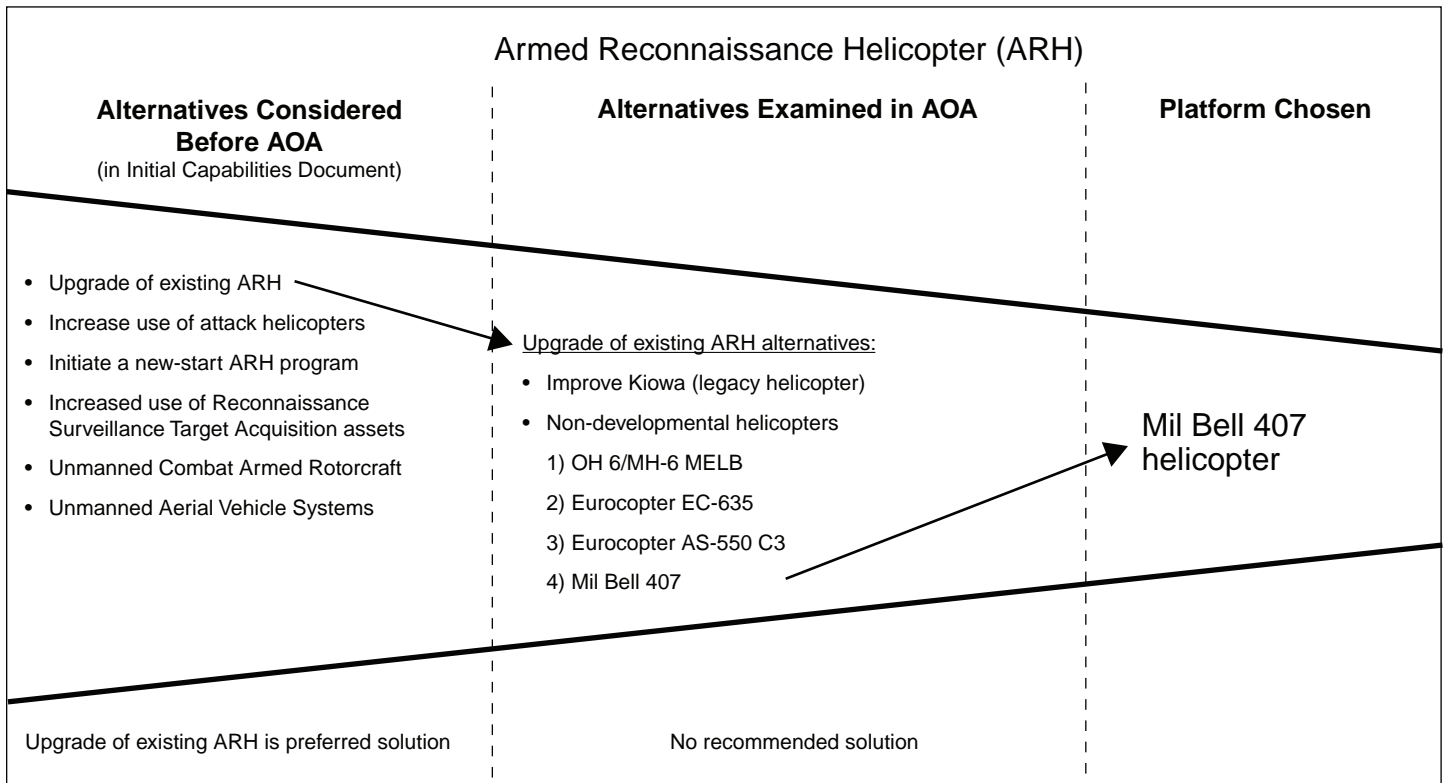 Armed Reconnaissance Helicopter (ARH)
Alternatives Considered
Before AOA
(in Initial Capabilities Document)
Alternatives Examined in AOA
Platform Chosen
• Upgrade of existing ARH
• Increase use of attack helicopters
• Initiate a new-start ARH program
• Increased use of Reconnaissance
Surveillance Target Acquisition assets
• Unmanned Combat Armed Rotorcraft
• Unmanned Aerial Vehicle Systems
Upgrade of existing ARH alternatives:
• Improve Kiowa (legacy helicopter)
• Non-developmental helicopters
1) OH 6/MH-6 MELB
2) Eurocopter EC-635
3) Eurocopter AS-550 C3
4) Mil Bell 407
Mil Bell 407
helicopter
Upgrade of existing ARH is preferred solution
No recommended solution